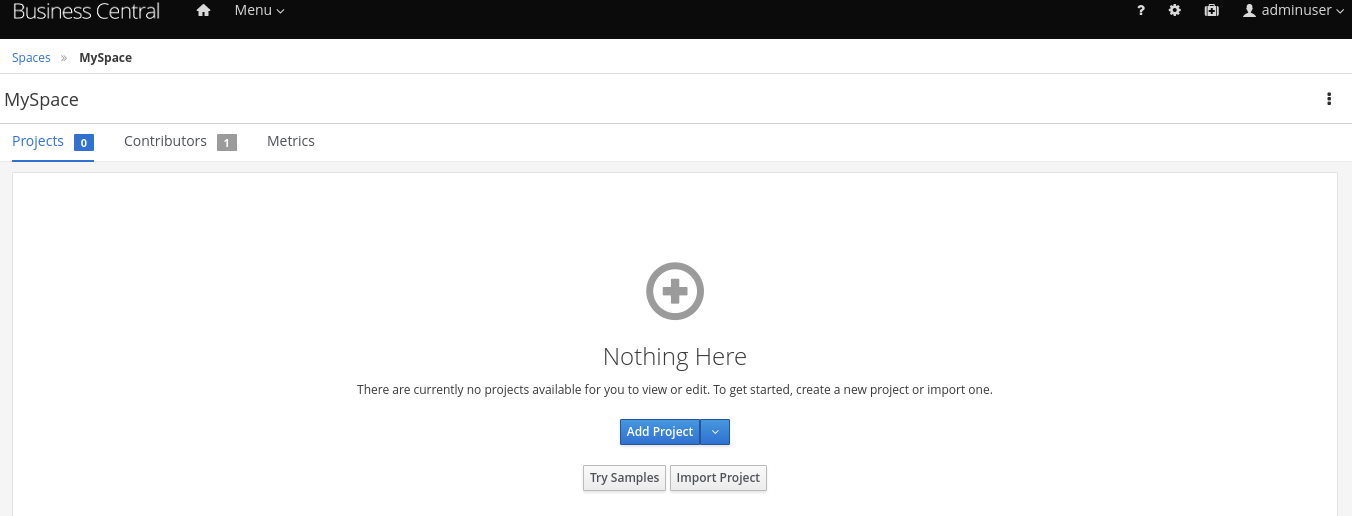 Business Central Menu ? adminuser
Spaces » MySpace
MySpace
Projects 0 Contributors 1 Metrics
Nothing Here
There are currently no projects available for you to view or edit. To get started, create a new project or import one.
Add Project
Try Samples Import Project